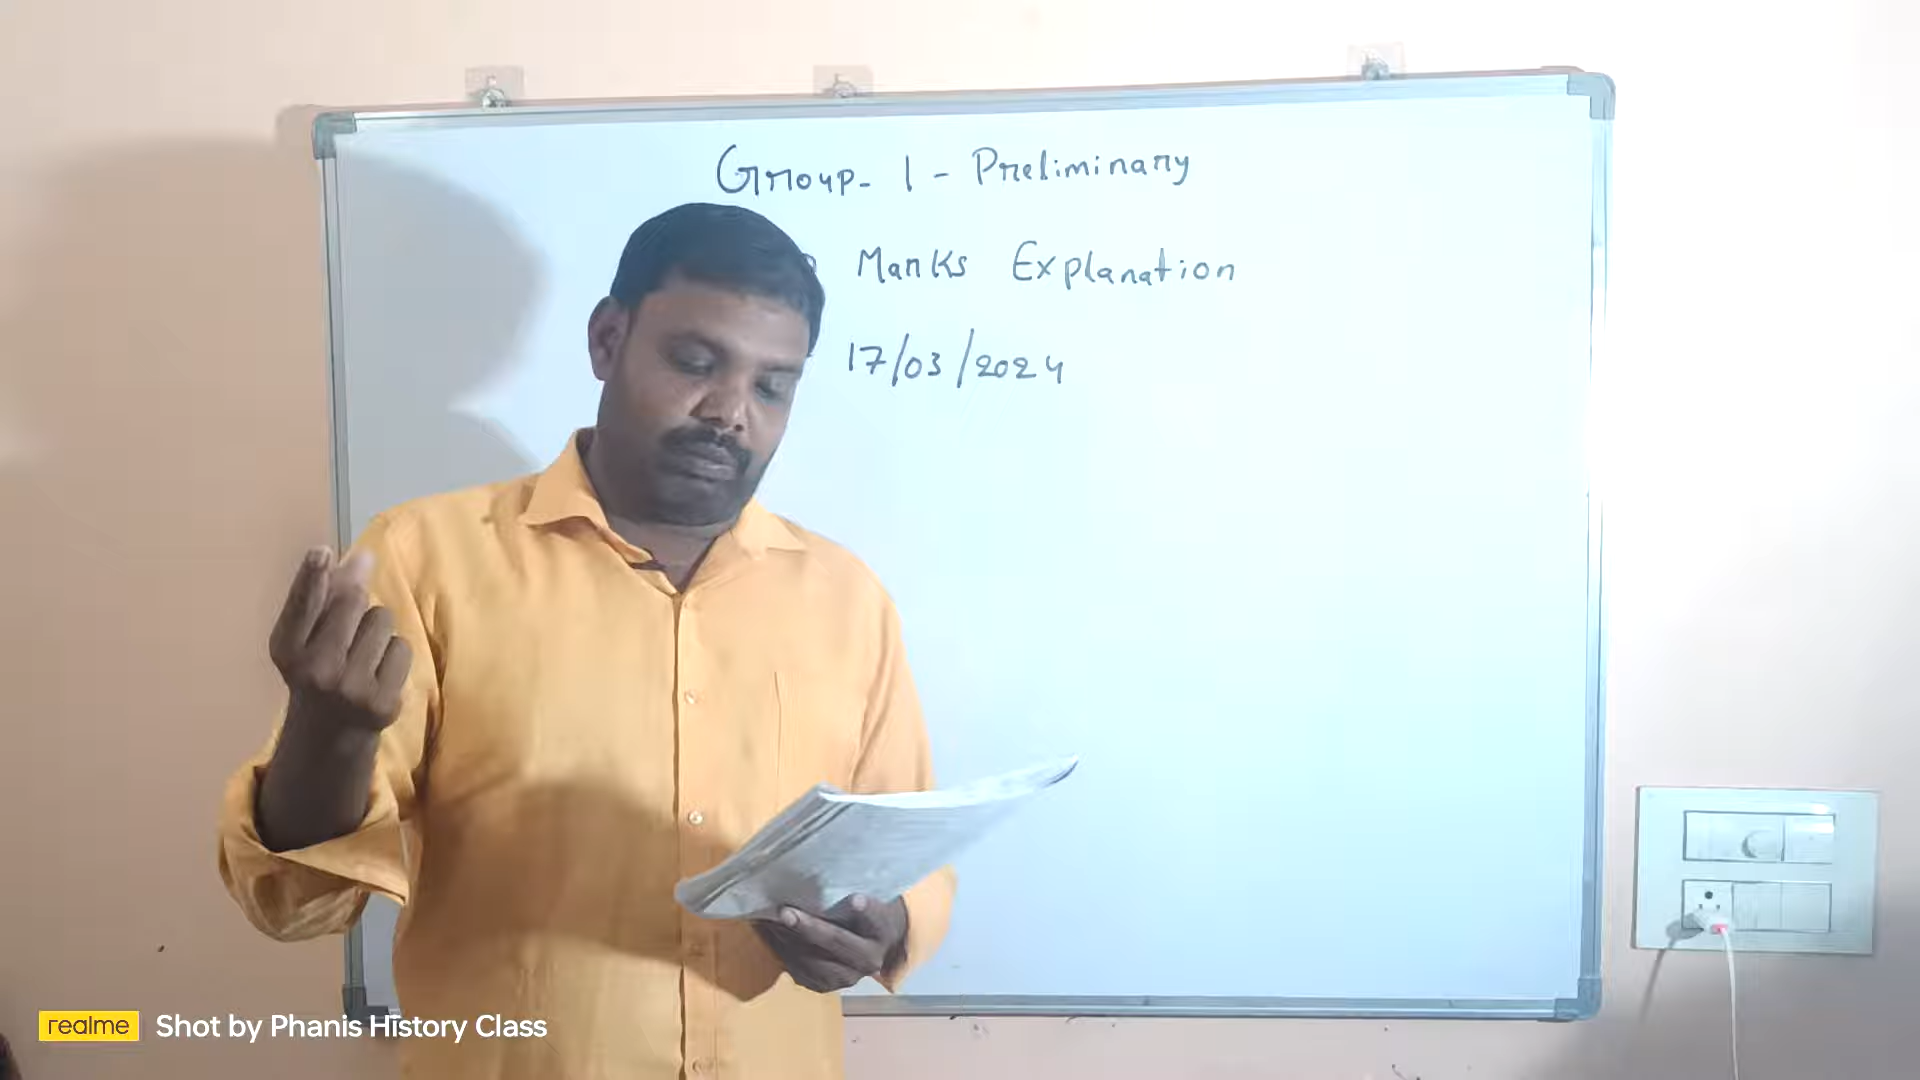 Group- 1 - Preliminary
Marks Explanation
17/03/2024
realme Shot by Phanis History Class